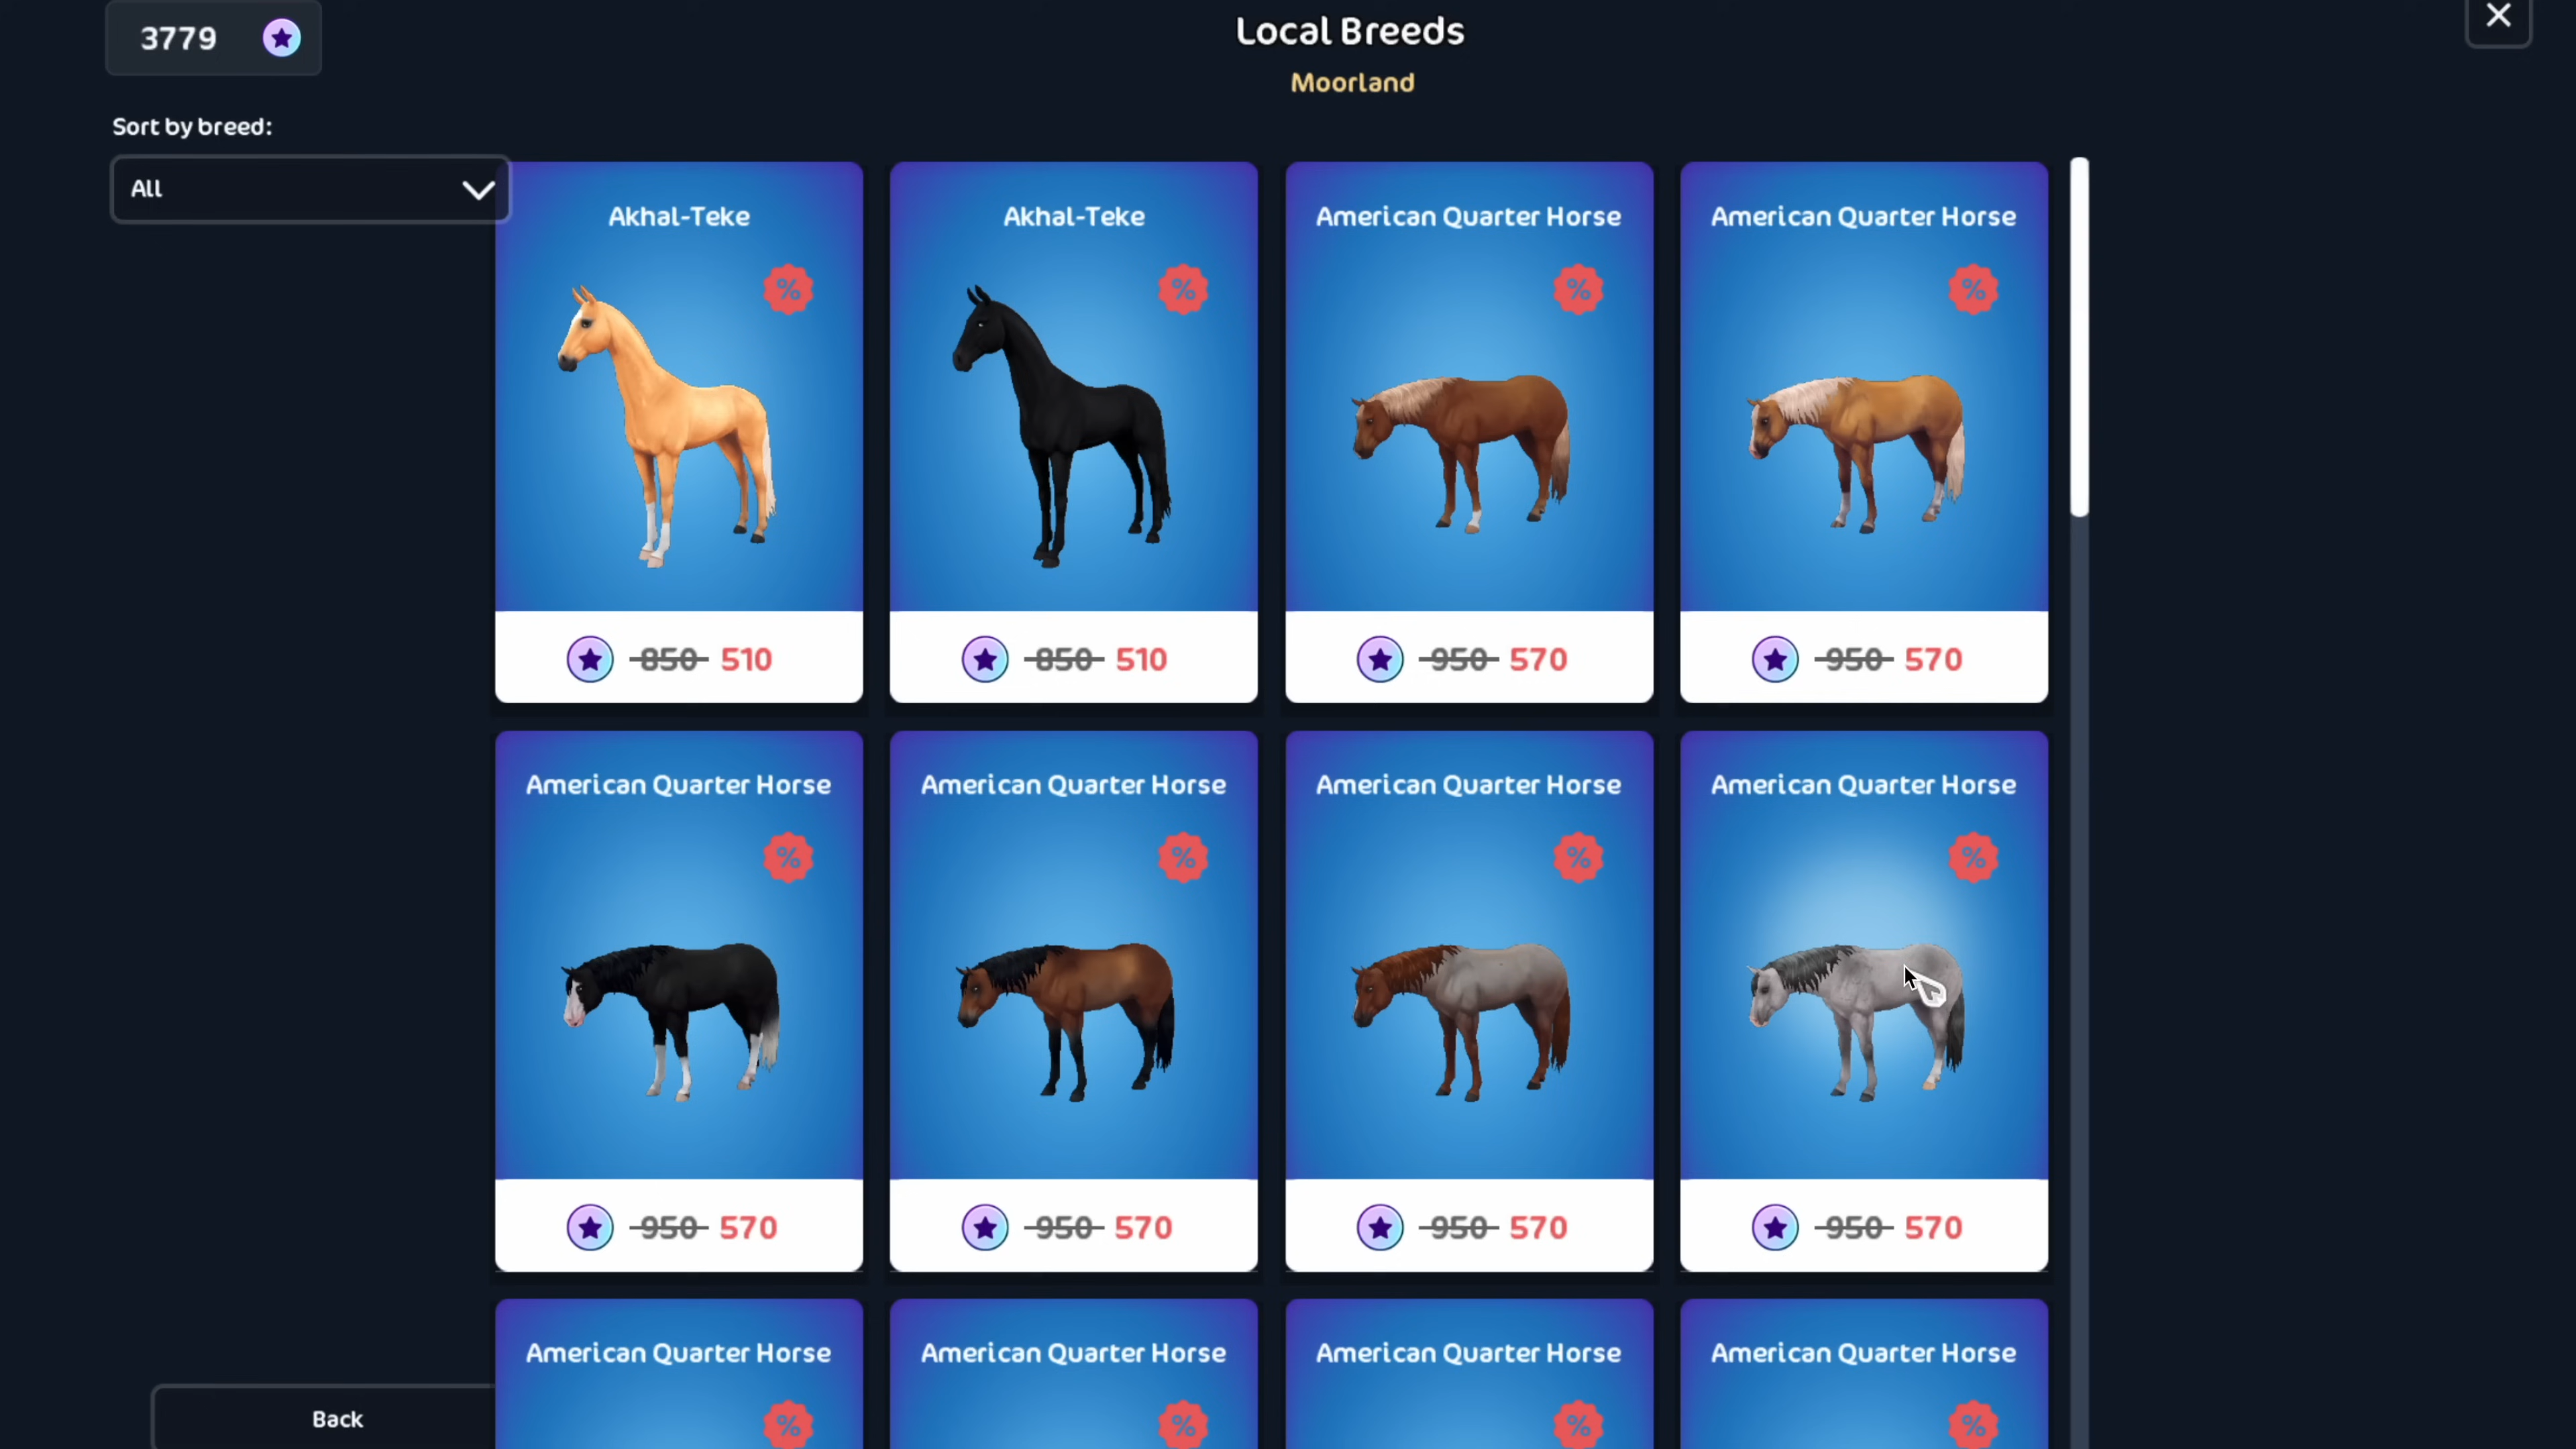 3779
Local Breeds
Moorland
Sort by breed:
All
Akhal-Teke
Akhal-Teke
American Quarter Horse
American Quarter Horse
%
%
%
%
850 510
850 510
950 570
950 570
American Quarter Horse
American Quarter Horse
American Quarter Horse
American Quarter Horse
%
%
%
%
950 570
950 570
950 570
950 570
American Quarter Horse
American Quarter Horse
American Quarter Horse
American Quarter Horse
%
%
%
%
Back